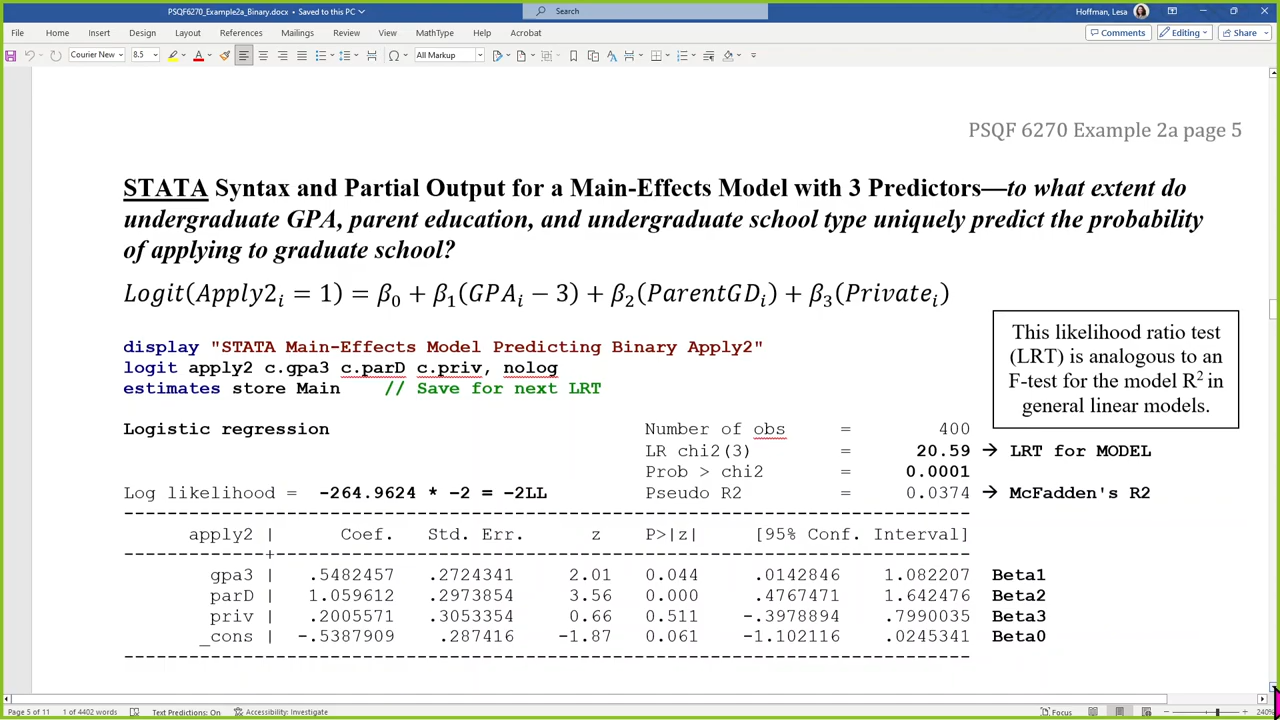 PSQF6270_Example2a_Binary.docx • Saved to this PC
Search
Hoffman, Lesa
File Home Insert Design Layout References Mailings Review View MathType Help Acrobat
Comments Editing Share
Courier New 8.5 All Markup
PSQF 6270 Example 2a page 5
STATA Syntax and Partial Output for a Main-Effects Model with 3 Predictors—to what extent do
undergraduate GPA, parent education, and undergraduate school type uniquely predict the probability
of applying to graduate school?
Logit(Apply2ᵢ = 1) = β₀ + β₁(GPAᵢ − 3) + β₂(ParentGDᵢ) + β₃(Privateᵢ)
This likelihood ratio test
(LRT) is analogous to an
F-test for the model R² in
general linear models.
display "STATA Main-Effects Model Predicting Binary Apply2"
logit apply2 c.gpa3 c.parD c.priv, nolog
estimates store Main // Save for next LRT
Logistic regression Number of obs = 400
LR chi2(3) = 20.59 → LRT for MODEL
Prob > chi2 = 0.0001
Log likelihood = -264.9624 * -2 = -2LL Pseudo R2 = 0.0374 → McFadden's R2
apply2 | Coef. Std. Err. z P>|z| [95% Conf. Interval]
gpa3 | .5482457 .2724341 2.01 0.044 .0142846 1.082207 Beta1
parD | 1.059612 .2973854 3.56 0.000 .4767471 1.642476 Beta2
priv | .2005571 .3053354 0.66 0.511 -.3978894 .7990035 Beta3
_cons | -.5387909 .287416 -1.87 0.061 -1.102116 .0245341 Beta0
Page 5 of 11 1 of 4402 words Text Predictions: On Accessibility: Investigate Focus 240%